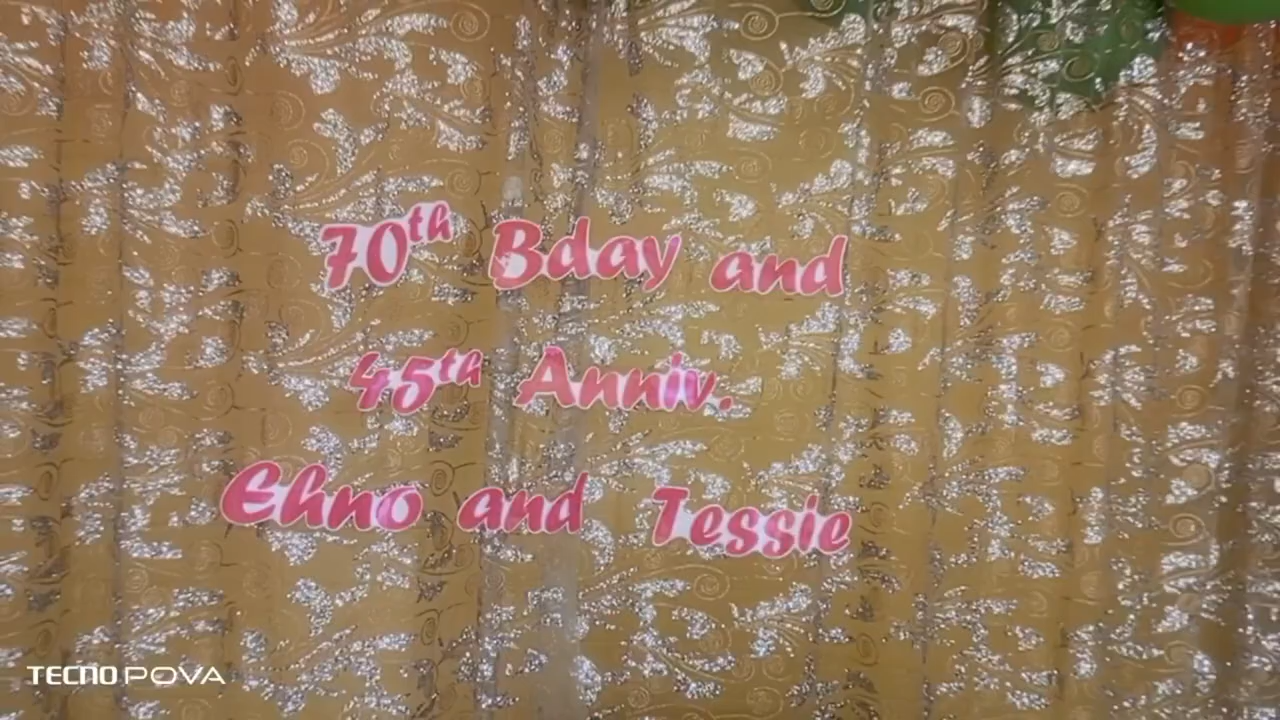 70th Bday and
45th Anniv.
Ehno and Tessie
TECNO POVA